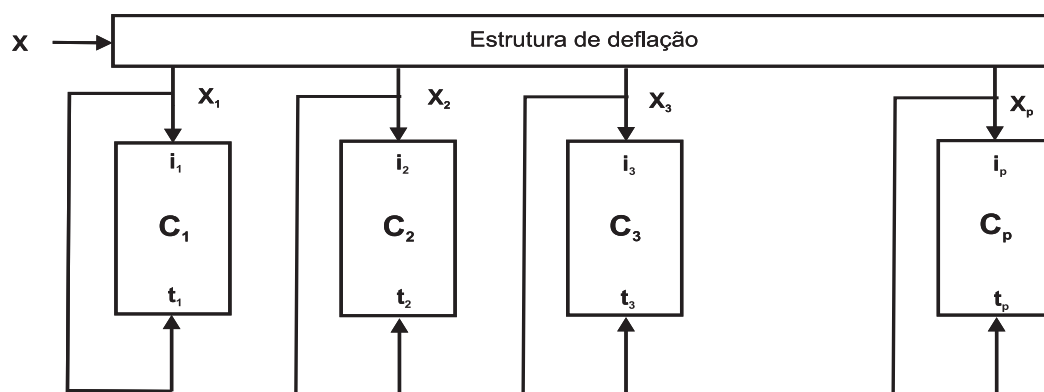 X
Estrutura de deflação
X₁
X₂
X₃
Xₚ
i₁
i₂
i₃
iₚ
C₁
C₂
C₃
Cₚ
t₁
t₂
t₃
tₚ